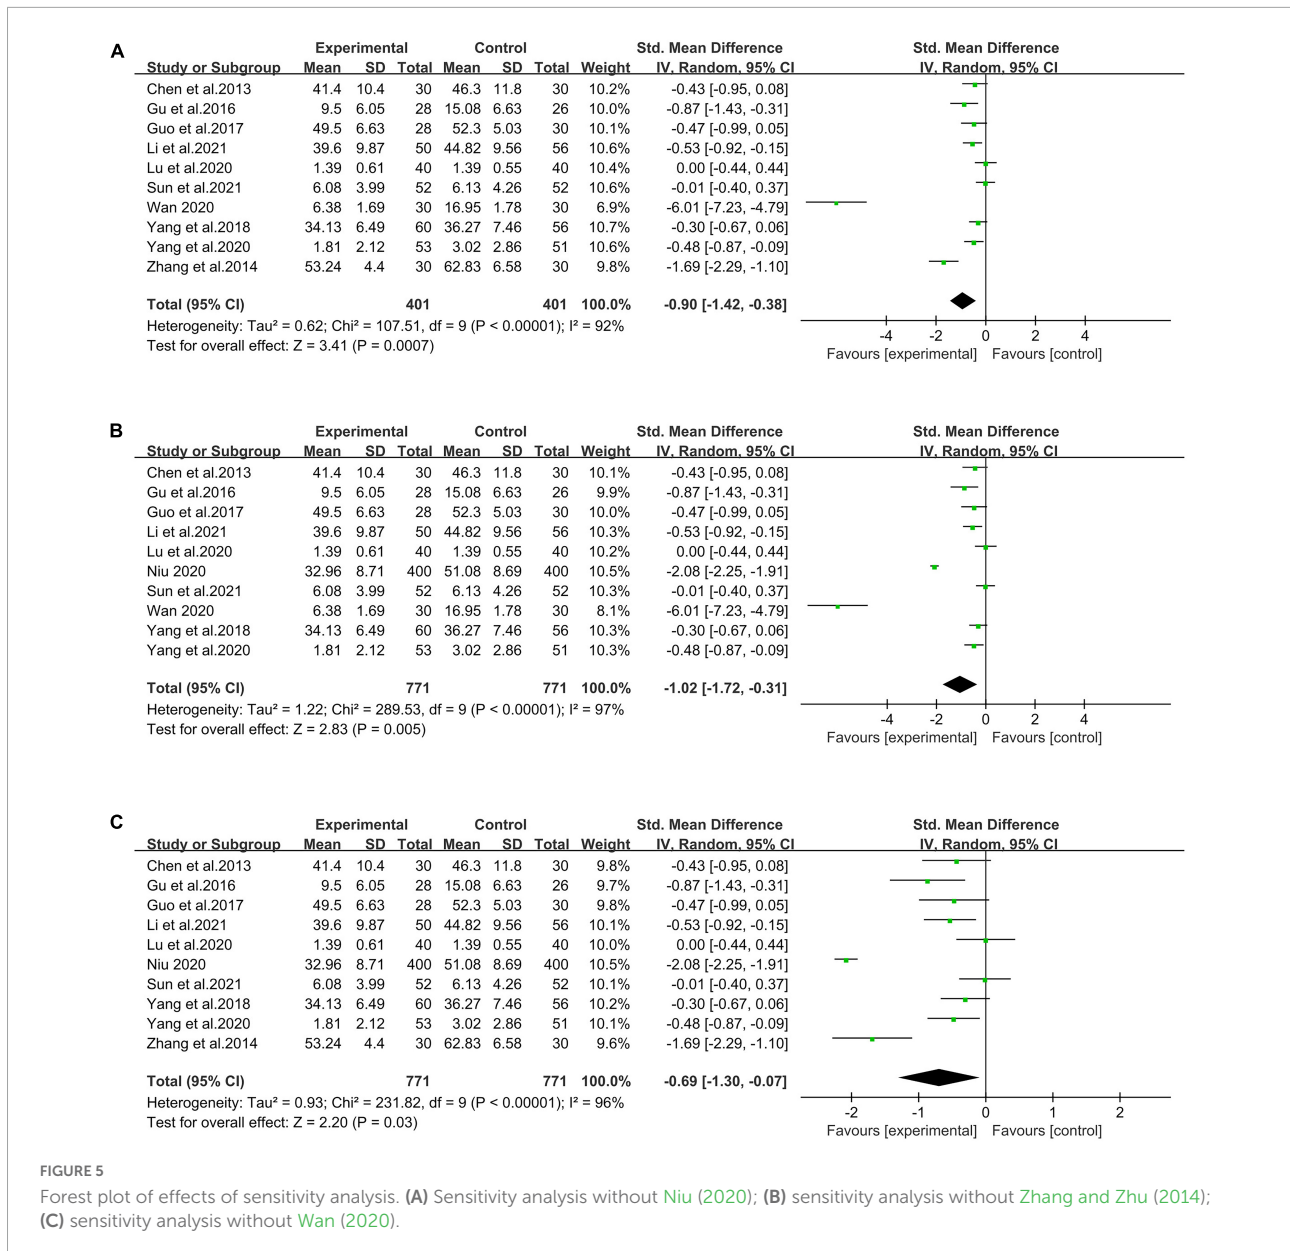 A
Experimental Control Std. Mean Difference Std. Mean Difference
Study or Subgroup Mean SD Total Mean SD Total Weight IV, Random, 95% CI IV, Random, 95% CI
Chen et al.2013 41.4 10.4 30 46.3 11.8 30 10.2% -0.43 [-0.95, 0.08]
Gu et al.2016 9.5 6.05 28 15.08 6.63 26 9.9% -0.87 [-1.43, -0.31]
Guo et al.2017 49.5 6.63 28 52.3 5.03 30 10.1% -0.47 [-0.99, 0.05]
Li et al.2021 39.6 9.87 50 44.82 9.56 56 10.6% -0.53 [-0.92, -0.15]
Lu et al.2020 1.39 0.61 40 1.39 0.55 40 10.4% 0.00 [-0.44, 0.44]
Sun et al.2021 6.08 3.99 52 6.13 4.26 52 10.6% -0.01 [-0.40, 0.37]
Wan 2020 6.38 1.69 30 16.95 1.78 30 6.9% -6.01 [-7.23, -4.79]
Yang et al.2018 34.13 6.49 60 36.27 7.46 56 10.7% -0.30 [-0.67, 0.06]
Yang et al.2020 1.81 2.12 53 3.02 2.86 51 10.6% -0.48 [-0.87, -0.09]
Zhang et al.2014 53.24 4.4 30 62.83 6.58 30 9.8% -1.69 [-2.29, -1.10]
Total (95% CI) 401 401 100.0% -0.90 [-1.42, -0.38]
Heterogeneity: Tau² = 0.62; Chi² = 107.51, df = 9 (P < 0.00001); I² = 92%
Test for overall effect: Z = 3.41 (P = 0.0007)
-4 -2 0 2 4
Favours [experimental] Favours [control]
B
Experimental Control Std. Mean Difference Std. Mean Difference
Study or Subgroup Mean SD Total Mean SD Total Weight IV, Random, 95% CI IV, Random, 95% CI
Chen et al.2013 41.4 10.4 30 46.3 11.8 30 10.1% -0.43 [-0.95, 0.08]
Gu et al.2016 9.5 6.05 28 15.08 6.63 26 9.9% -0.87 [-1.43, -0.31]
Guo et al.2017 49.5 6.63 28 52.3 5.03 30 10.0% -0.47 [-0.99, 0.05]
Li et al.2021 39.6 9.87 50 44.82 9.56 56 10.3% -0.53 [-0.92, -0.15]
Lu et al.2020 1.39 0.61 40 1.39 0.55 40 10.2% 0.00 [-0.44, 0.44]
Niu 2020 32.96 8.71 400 51.08 8.69 400 10.5% -2.08 [-2.25, -1.91]
Sun et al.2021 6.08 3.99 52 6.13 4.26 52 10.3% -0.01 [-0.40, 0.37]
Wan 2020 6.38 1.69 30 16.95 1.78 30 8.1% -6.01 [-7.23, -4.79]
Yang et al.2018 34.13 6.49 60 36.27 7.46 56 10.3% -0.30 [-0.67, 0.06]
Yang et al.2020 1.81 2.12 53 3.02 2.86 51 10.3% -0.48 [-0.87, -0.09]
Total (95% CI) 771 771 100.0% -1.02 [-1.72, -0.31]
Heterogeneity: Tau² = 1.22; Chi² = 289.53, df = 9 (P < 0.00001); I² = 97%
Test for overall effect: Z = 2.83 (P = 0.005)
-4 -2 0 2 4
Favours [experimental] Favours [control]
C
Experimental Control Std. Mean Difference Std. Mean Difference
Study or Subgroup Mean SD Total Mean SD Total Weight IV, Random, 95% CI IV, Random, 95% CI
Chen et al.2013 41.4 10.4 30 46.3 11.8 30 9.8% -0.43 [-0.95, 0.08]
Gu et al.2016 9.5 6.05 28 15.08 6.63 26 9.7% -0.87 [-1.43, -0.31]
Guo et al.2017 49.5 6.63 28 52.3 5.03 30 9.8% -0.47 [-0.99, 0.05]
Li et al.2021 39.6 9.87 50 44.82 9.56 56 10.1% -0.53 [-0.92, -0.15]
Lu et al.2020 1.39 0.61 40 1.39 0.55 40 10.0% 0.00 [-0.44, 0.44]
Niu 2020 32.96 8.71 400 51.08 8.69 400 10.5% -2.08 [-2.25, -1.91]
Sun et al.2021 6.08 3.99 52 6.13 4.26 52 10.1% -0.01 [-0.40, 0.37]
Yang et al.2018 34.13 6.49 60 36.27 7.46 56 10.2% -0.30 [-0.67, 0.06]
Yang et al.2020 1.81 2.12 53 3.02 2.86 51 10.1% -0.48 [-0.87, -0.09]
Zhang et al.2014 53.24 4.4 30 62.83 6.58 30 9.6% -1.69 [-2.29, -1.10]
Total (95% CI) 771 771 100.0% -0.69 [-1.30, -0.07]
Heterogeneity: Tau² = 0.93; Chi² = 231.82, df = 9 (P < 0.00001); I² = 96%
Test for overall effect: Z = 2.20 (P = 0.03)
-2 -1 0 1 2
Favours [experimental] Favours [control]
FIGURE 5
Forest plot of effects of sensitivity analysis. (A) Sensitivity analysis without Niu (2020); (B) sensitivity analysis without Zhang and Zhu (2014);
(C) sensitivity analysis without Wan (2020).